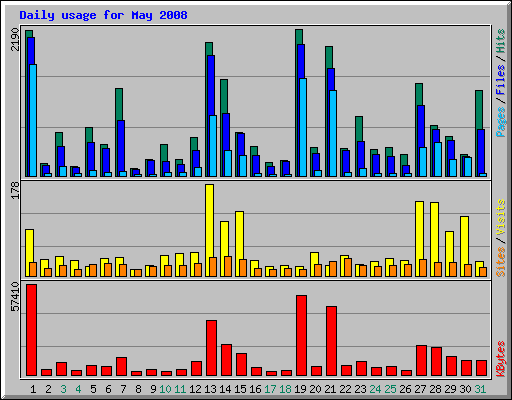 Daily usage for May 2008
2190
Pages / Files / Hits
178
Sites / Visits
57410
KBytes
1 2 3 4 5 6 7 8 9 10 11 12 13 14 15 16 17 18 19 20 21 22 23 24 25 26 27 28 29 30 31